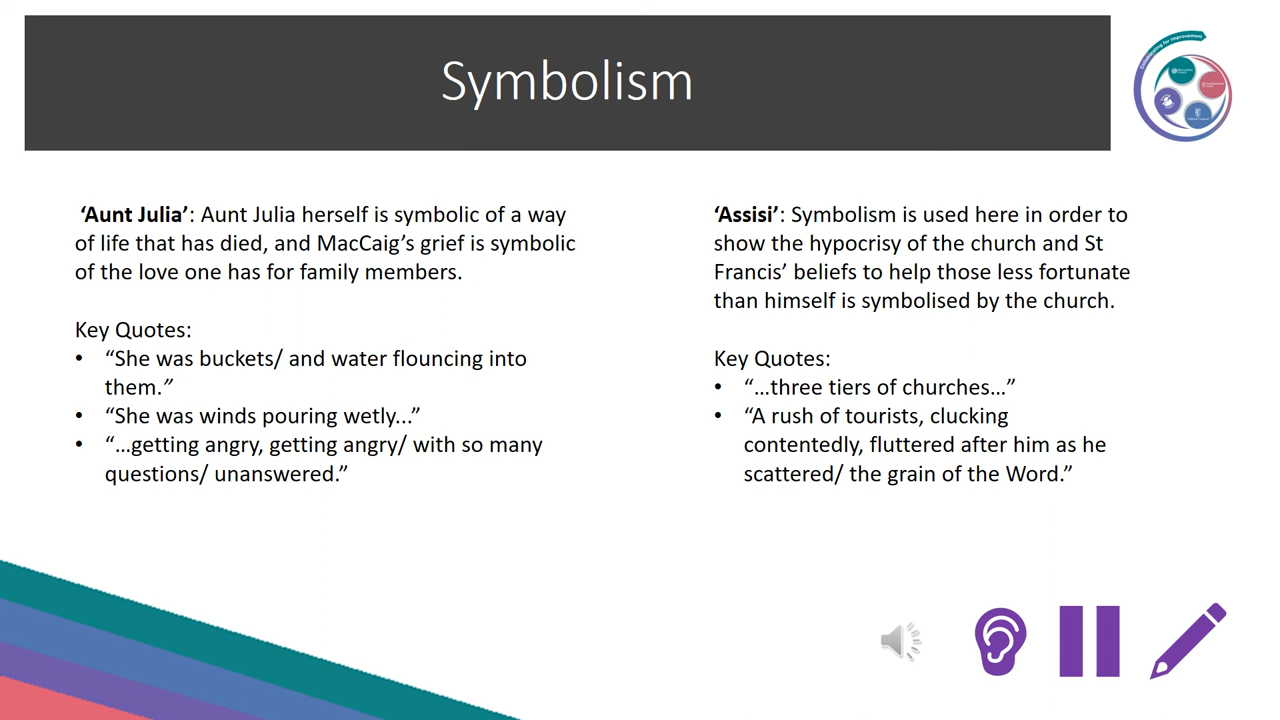 Symbolism
Collaborating for Improvement
‘Aunt Julia’: Aunt Julia herself is symbolic of a way
of life that has died, and MacCaig’s grief is symbolic
of the love one has for family members.
Key Quotes:
• “She was buckets/ and water flouncing into
them.”
• “She was winds pouring wetly...”
• “…getting angry, getting angry/ with so many
questions/ unanswered.”
‘Assisi’: Symbolism is used here in order to
show the hypocrisy of the church and St
Francis’ beliefs to help those less fortunate
than himself is symbolised by the church.
Key Quotes:
• “…three tiers of churches…”
• “A rush of tourists, clucking
contentedly, fluttered after him as he
scattered/ the grain of the Word.”